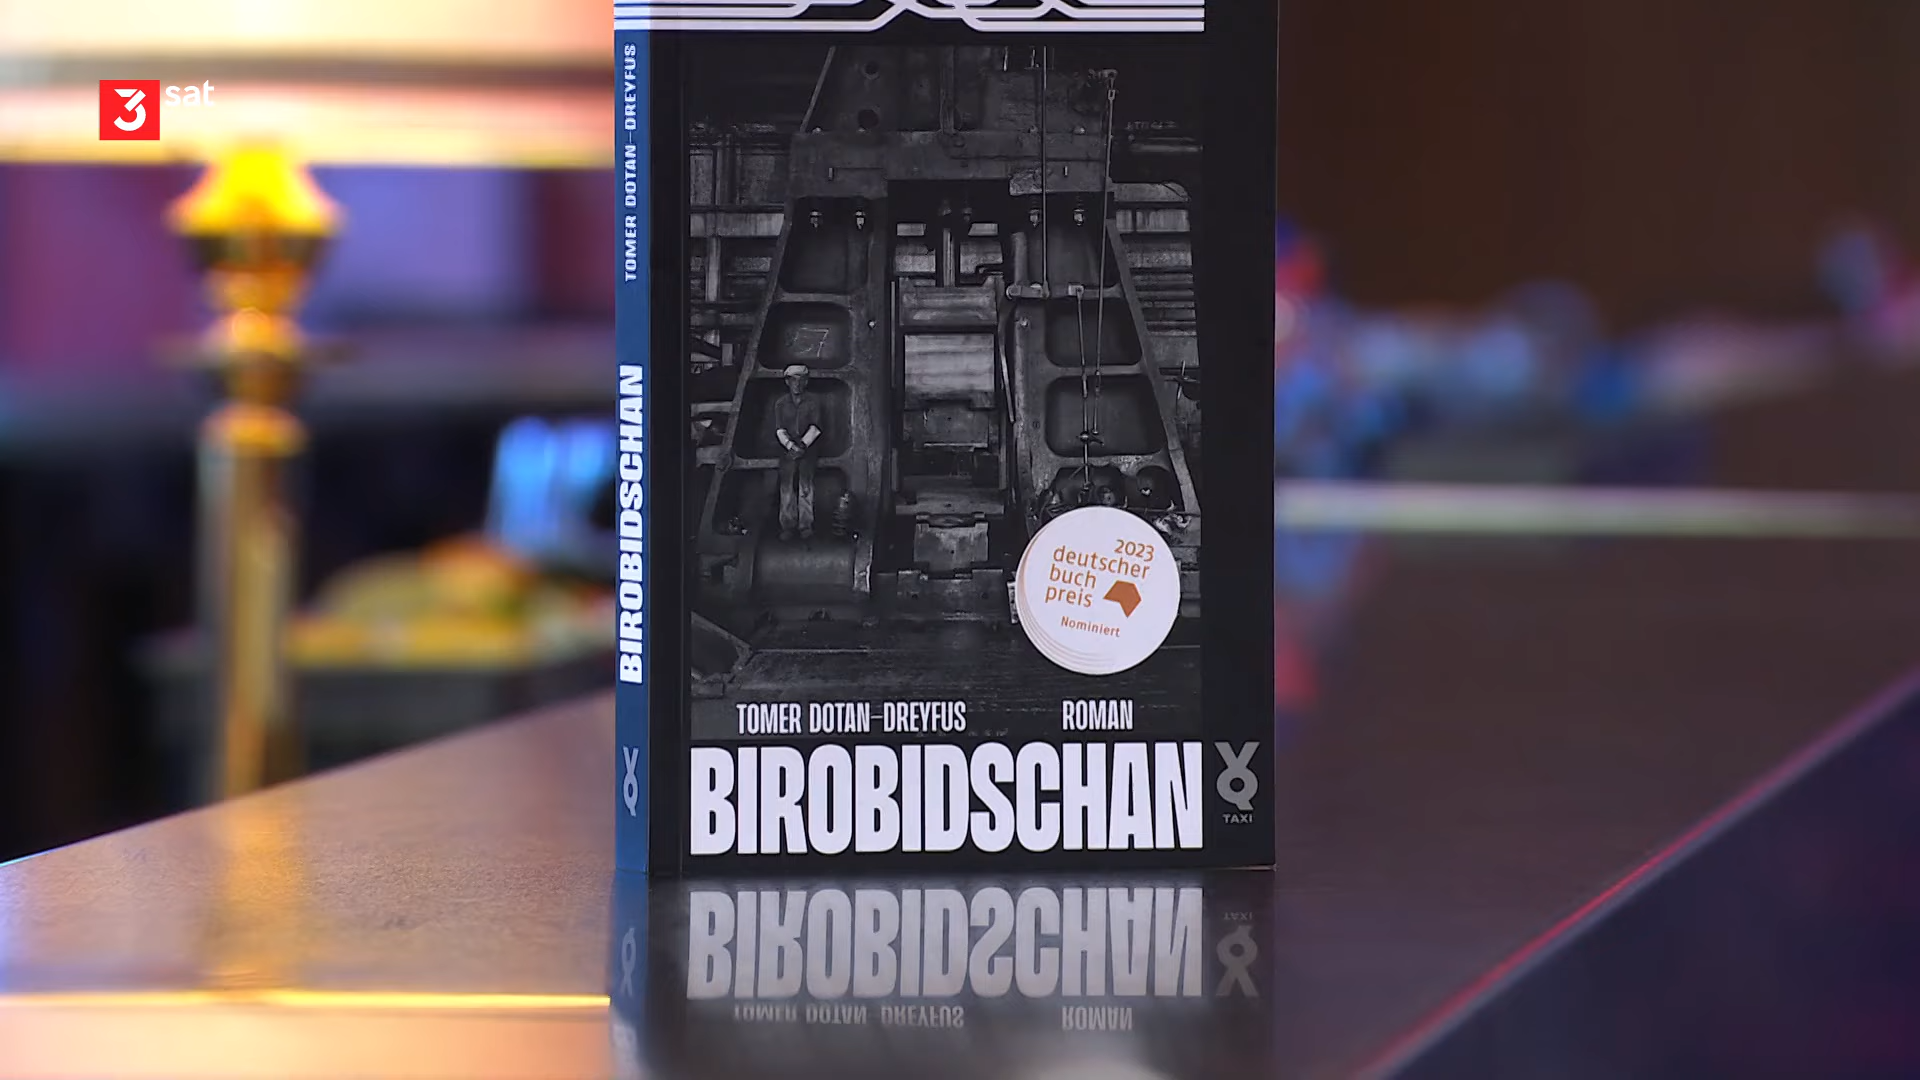 3sat
TOMER DOTAN-DREYFUS
BIROBIDSCHAN
2023
deutscher
buch
preis
Nominiert
TOMER DOTAN-DREYFUS ROMAN
BIROBIDSCHAN
TAXI